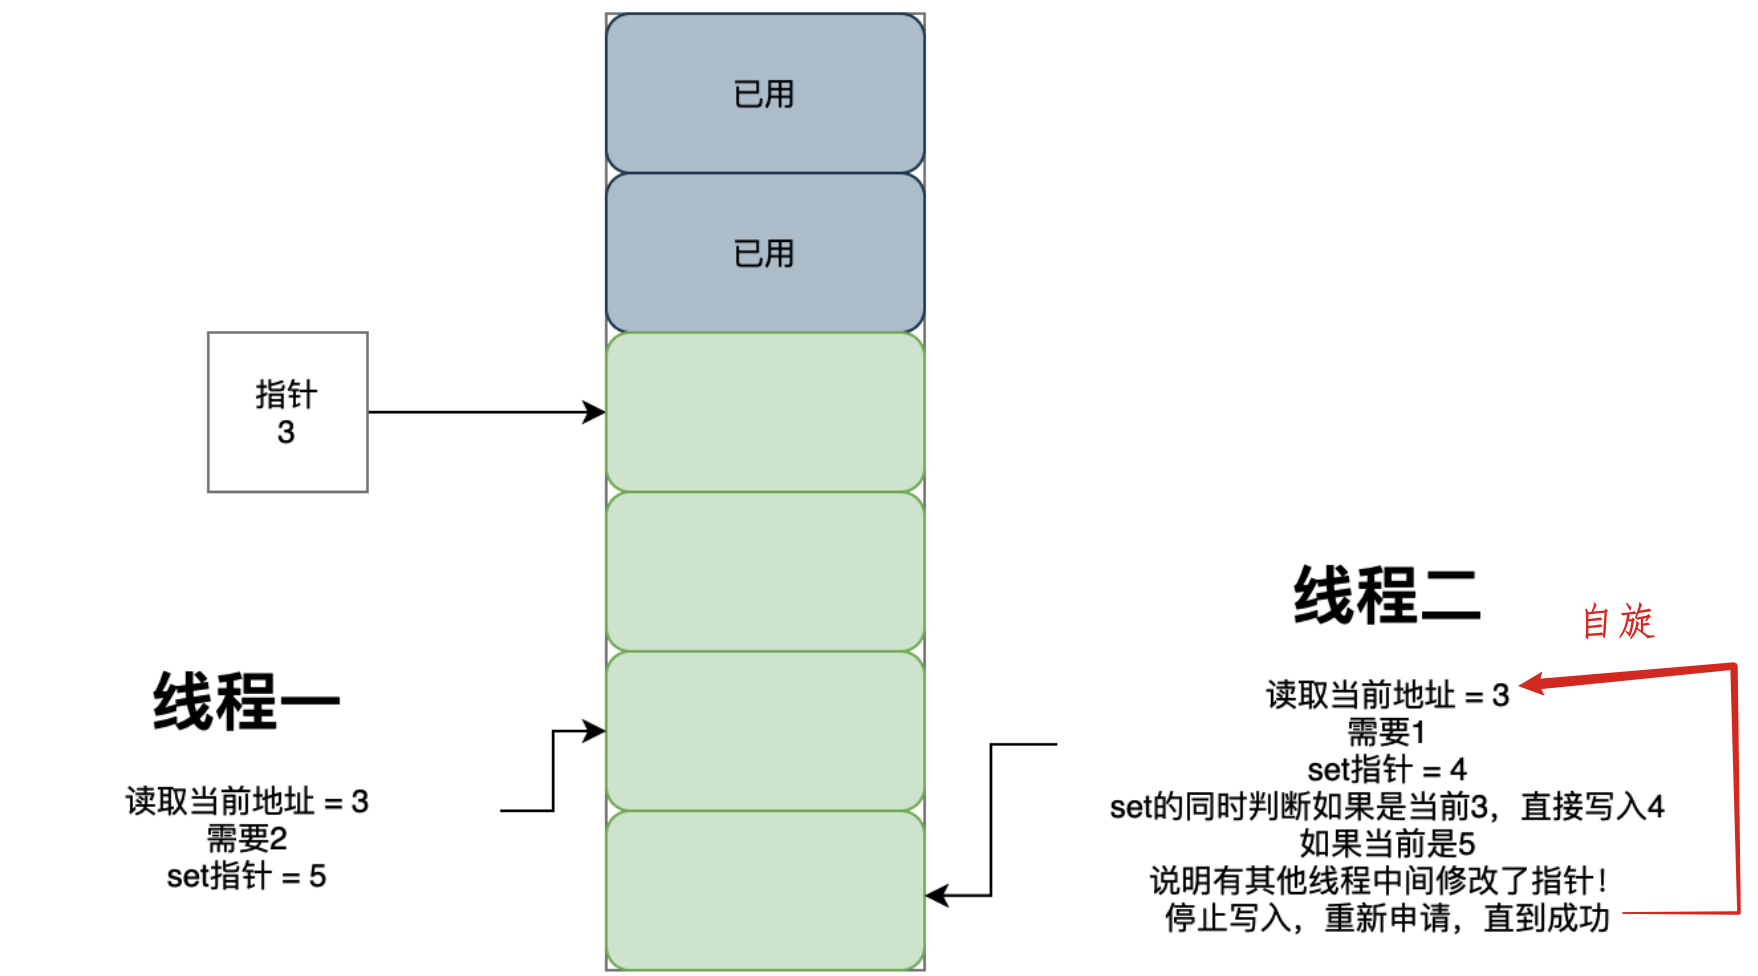 已用
已用
指针
3
线程一
读取当前地址 = 3
需要2
set指针 = 5
线程二
自旋
读取当前地址 = 3
需要1
set指针 = 4
set的同时判断如果是当前3，直接写入4
如果当前是5
说明有其他线程中间修改了指针！
停止写入，重新申请，直到成功